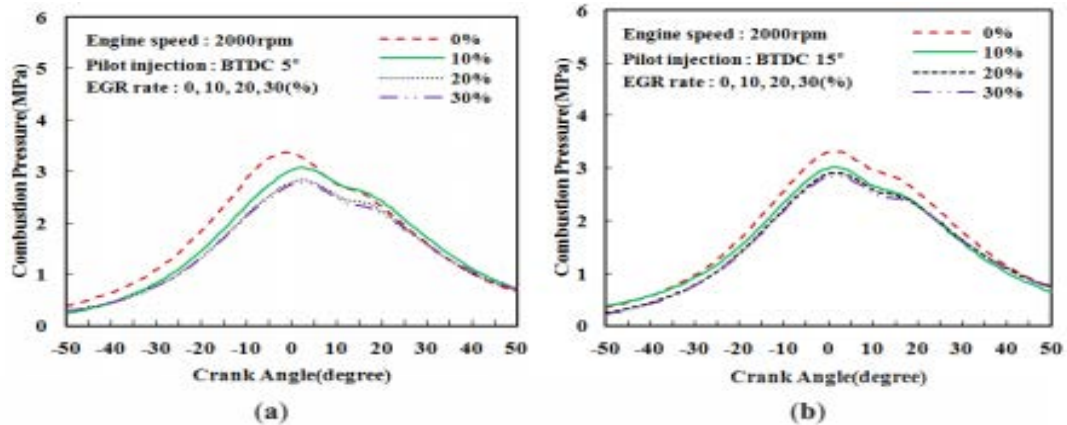 6
5
4
3
2
1
0
Combustion Pressure(MPa)
Engine speed : 2000rpm
Pilot injection : BTDC 5°
EGR rate : 0, 10, 20, 30(%)
0%
10%
20%
30%
-50 -40 -30 -20 -10 0 10 20 30 40 50
Crank Angle(degree)
(a)
6
5
4
3
2
1
0
Combustion Pressure(MPa)
Engine speed : 2000rpm
Pilot injection : BTDC 15°
EGR rate : 0, 10, 20, 30(%)
0%
10%
20%
30%
-50 -40 -30 -20 -10 0 10 20 30 40 50
Crank Angle(degree)
(b)